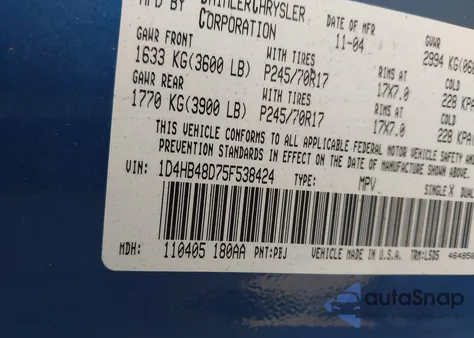 MFD BY DAIMLERCHRYSLER CORPORATION
DATE OF MFR GVWR
11-04 2994 KG
GAWR FRONT WITH TIRES RIMS AT COLD
1633 KG(3600 LB) P245/70R17 17X7.0 228 KPA
GAWR REAR WITH TIRES RIMS AT COLD
1770 KG(3900 LB) P245/70R17 17X7.0 228 KPA
THIS VEHICLE CONFORMS TO ALL APPLICABLE FEDERAL MOTOR VEHICLE SAFETY
PREVENTION STANDARDS IN EFFECT ON THE DATE OF MANUFACTURE SHOWN
VIN: 1D4HB48D75F538424 TYPE: MPV SINGLE X DUAL
MDH: 110405 180AA PNT:PBJ VEHICLE MADE IN U.S.A. TRM:LSD5
autoSnap